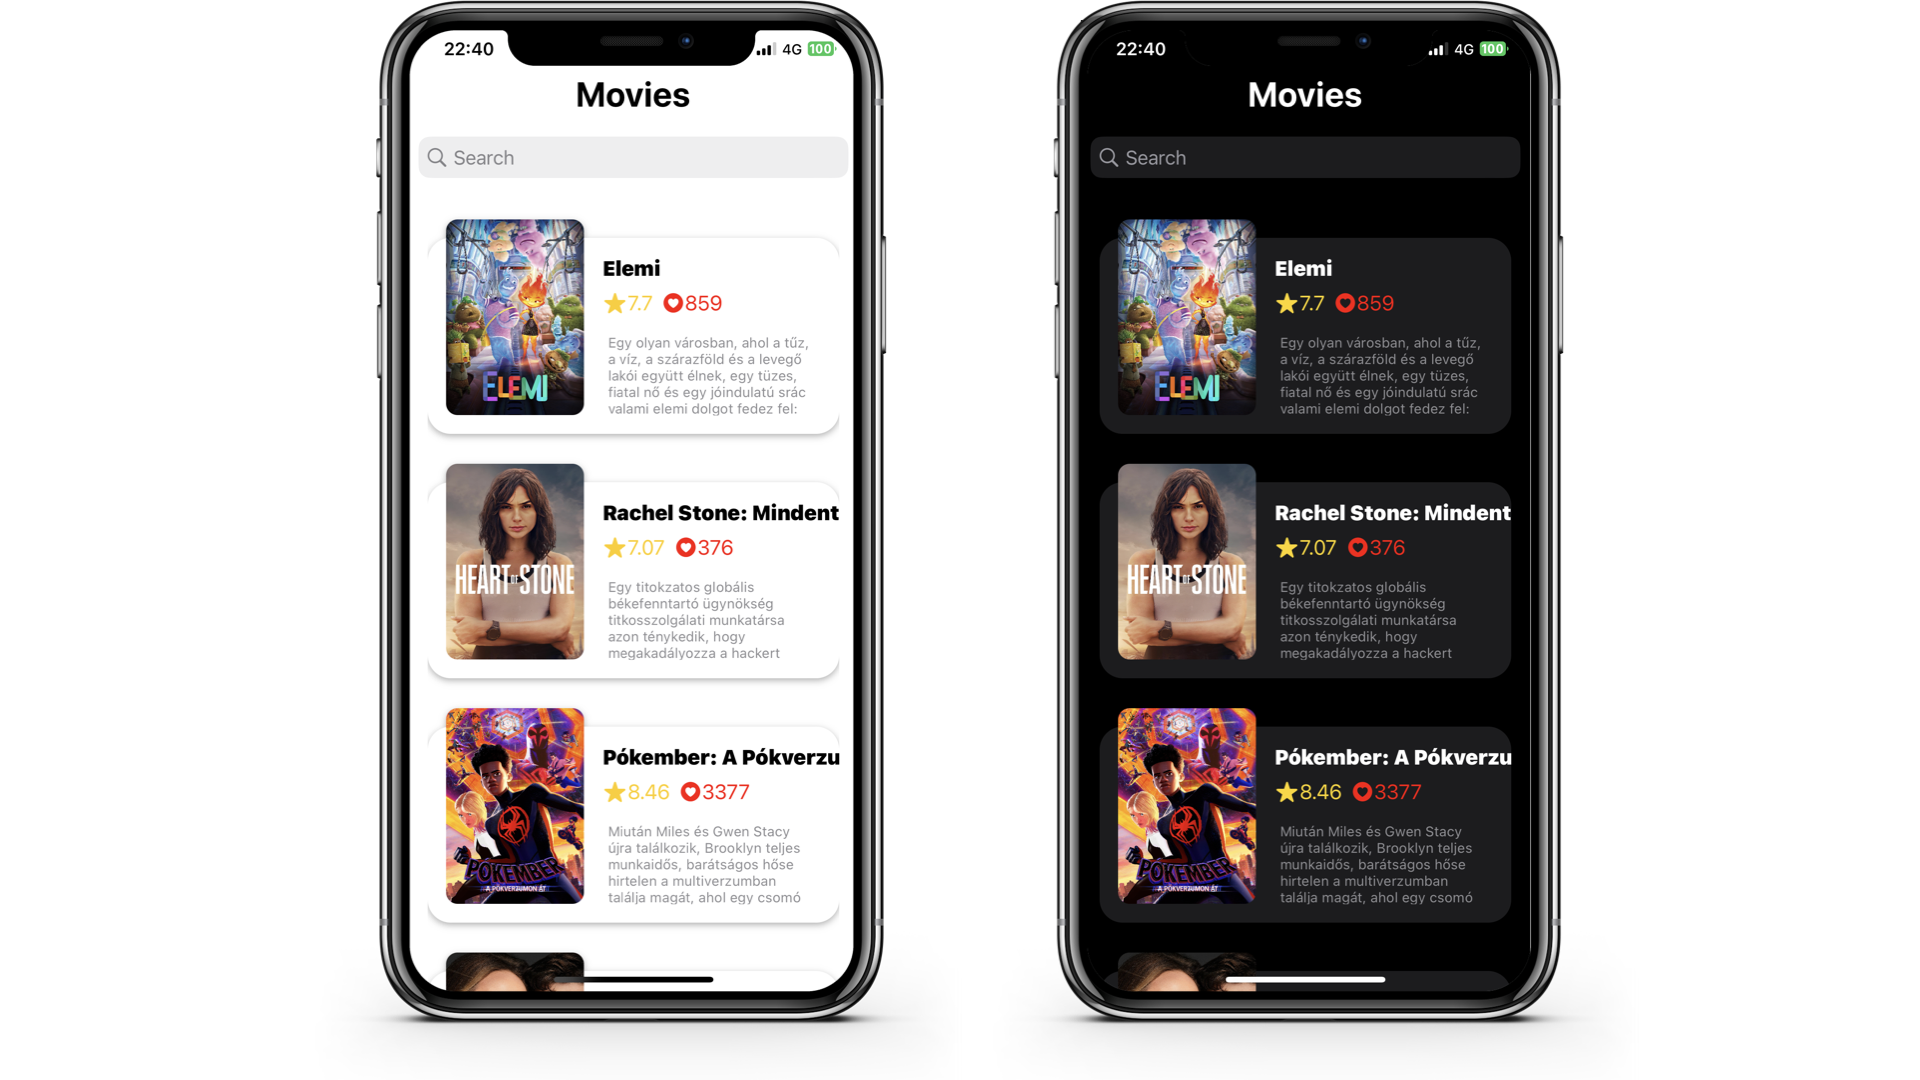 22:40
4G 100
Movies
Search
ELEMI
Elemi
7.7 859
Egy olyan városban, ahol a tűz,
a víz, a szárazföld és a levegő
lakói együtt élnek, egy tüzes,
fiatal nő és egy jóindulatú srác
valami elemi dolgot fedez fel:
HEART OF STONE
Rachel Stone: Mindent
7.07 376
Egy titokzatos globális
békefenntartó ügynökség
titkosszolgálati munkatársa
azon ténykedik, hogy
megakadályozza a hackert
PÓKEMBER
A PÓKVERZUMON ÁT
Pókember: A Pókverzu
8.46 3377
Miután Miles és Gwen Stacy
újra találkozik, Brooklyn teljes
munkaidős, barátságos hőse
hirtelen a multiverzumban
találja magát, ahol egy csomó
22:40
4G 100
Movies
Search
ELEMI
Elemi
7.7 859
Egy olyan városban, ahol a tűz,
a víz, a szárazföld és a levegő
lakói együtt élnek, egy tüzes,
fiatal nő és egy jóindulatú srác
valami elemi dolgot fedez fel:
HEART OF STONE
Rachel Stone: Mindent
7.07 376
Egy titokzatos globális
békefenntartó ügynökség
titkosszolgálati munkatársa
azon ténykedik, hogy
megakadályozza a hackert
PÓKEMBER
A PÓKVERZUMON ÁT
Pókember: A Pókverzu
8.46 3377
Miután Miles és Gwen Stacy
újra találkozik, Brooklyn teljes
munkaidős, barátságos hőse
hirtelen a multiverzumban
találja magát, ahol egy csomó